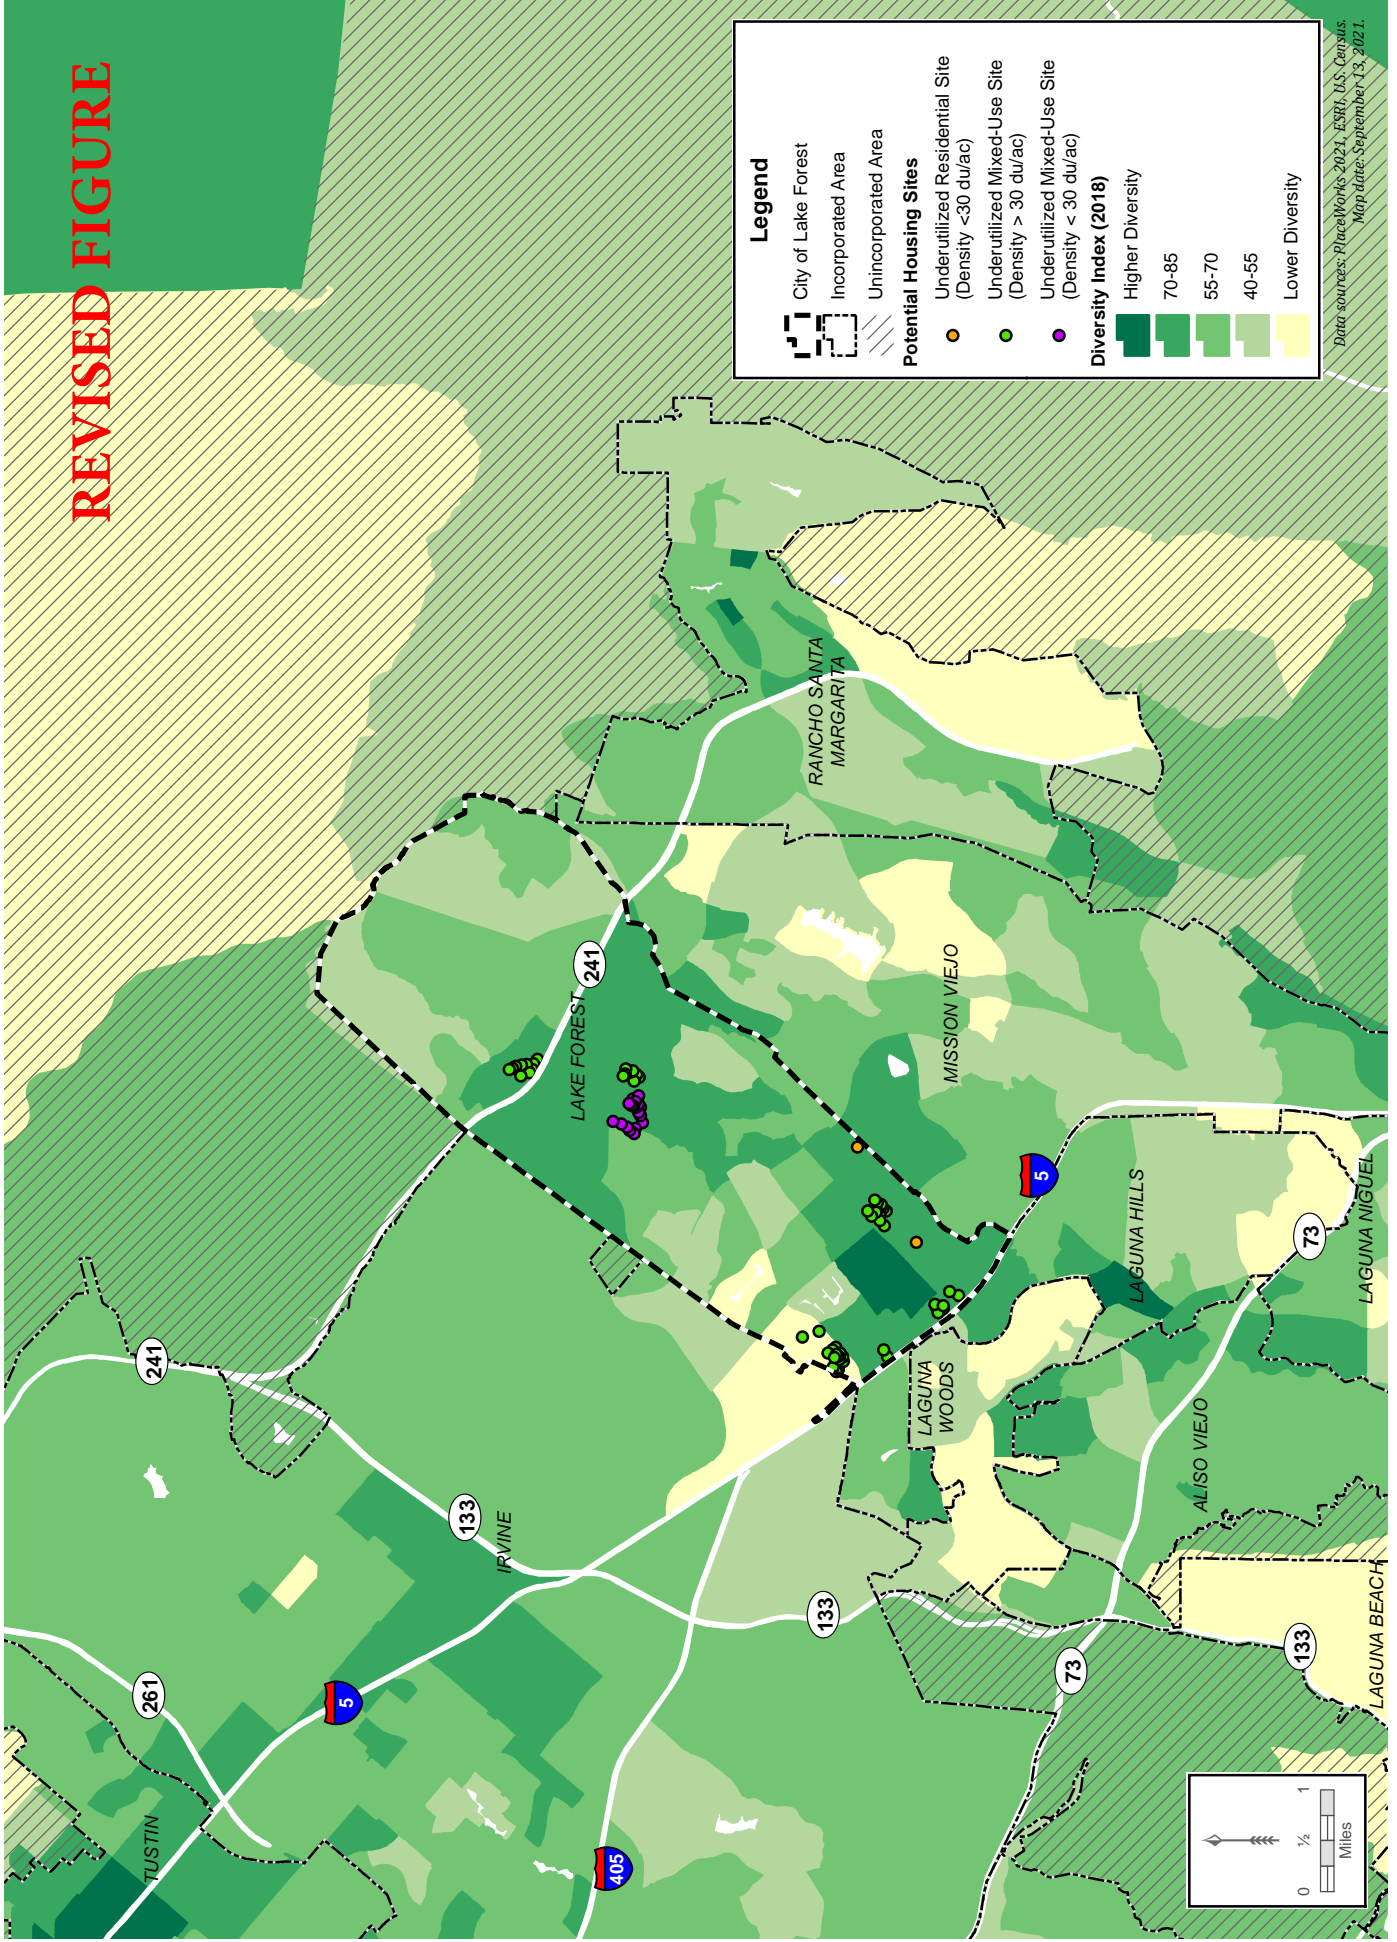 REVISED FIGURE
Legend
City of Lake Forest
Incorporated Area
Unincorporated Area
Potential Housing Sites
Underutilized Residential Site
(Density <30 du/ac)
Underutilized Mixed-Use Site
(Density > 30 du/ac)
Underutilized Mixed-Use Site
(Density < 30 du/ac)
Diversity Index (2018)
Higher Diversity
70-85
55-70
40-55
Lower Diversity
Data sources: PlaceWorks 2021, ESRI, U.S. Census.
Map date: September 13, 2021.
TUSTIN
261
241
5
133
IRVINE
405
LAKE FOREST
241
RANCHO SANTA
MARGARITA
MISSION VIEJO
133
LAGUNA
WOODS
5
LAGUNA HILLS
73
ALISO VIEJO
73
133
LAGUNA NIGUEL
LAGUNA BEACH
0
½
1
Miles